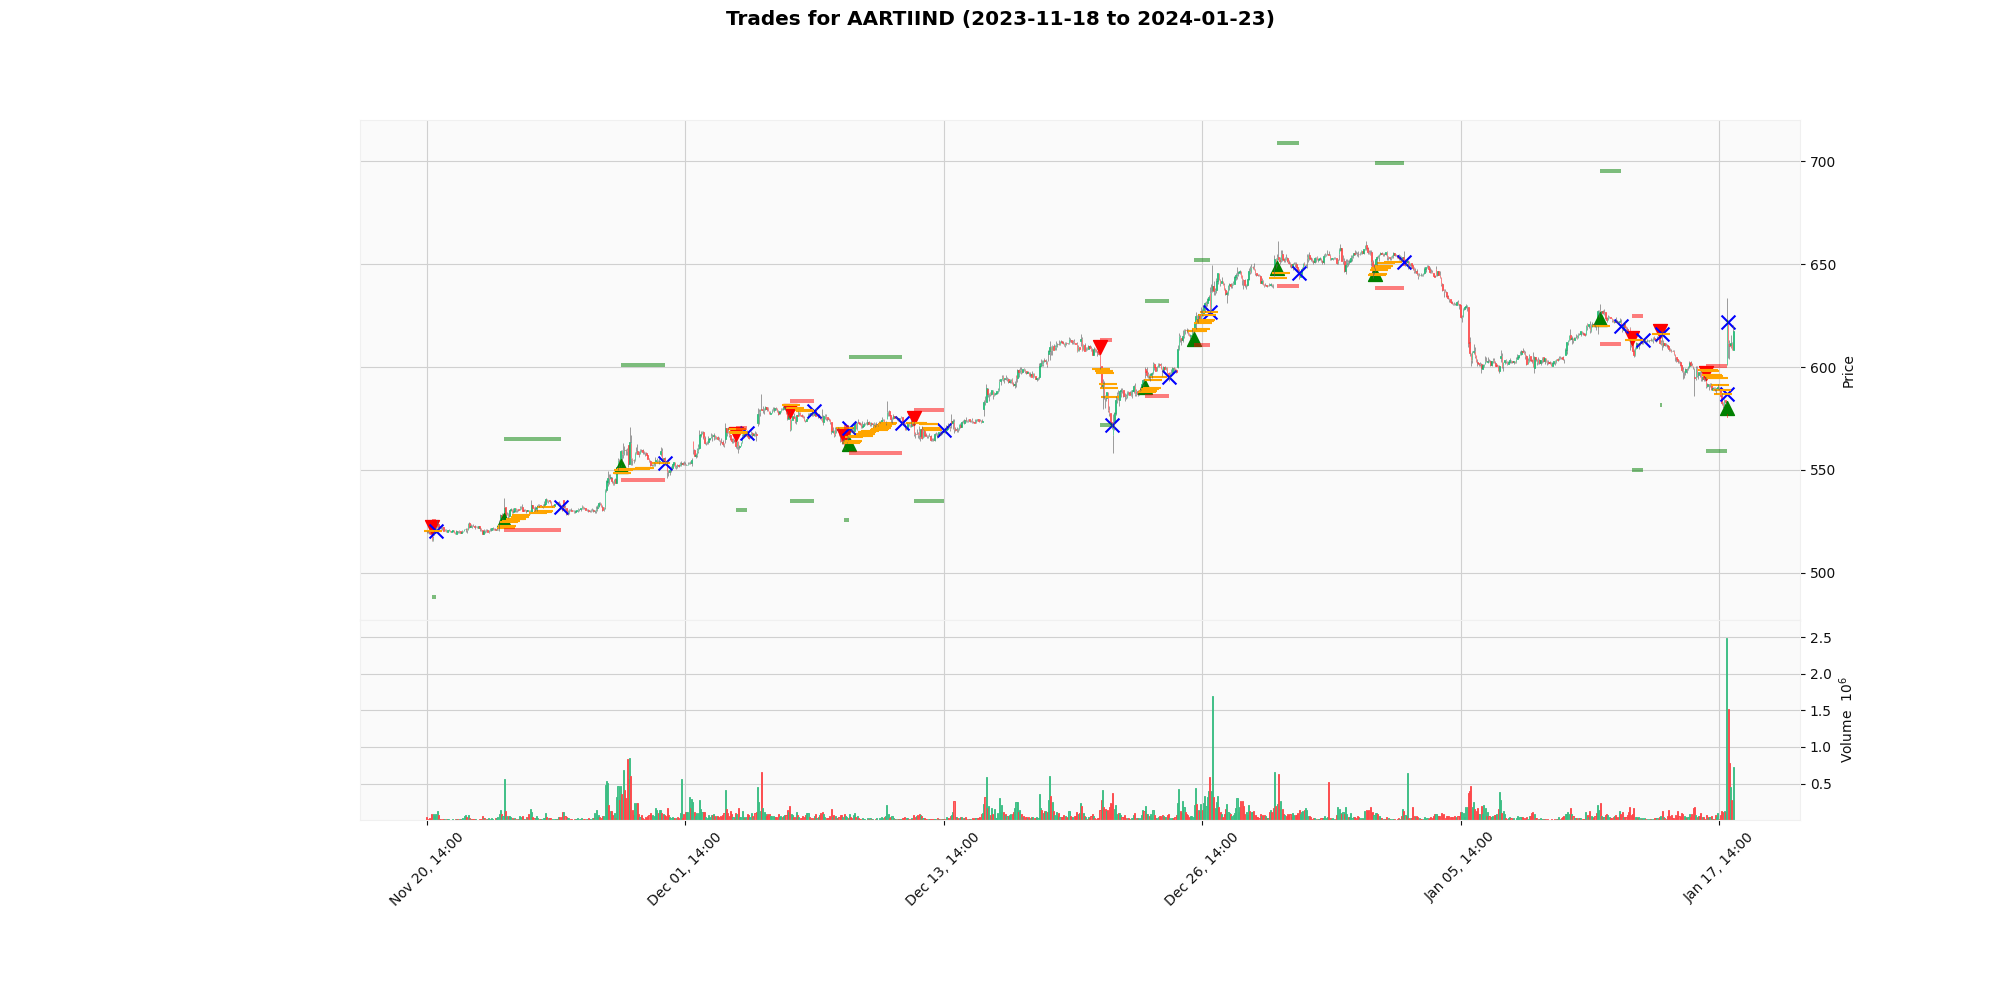 Trades for AARTIIND (2023-11-18 to 2024-01-23)
700
650
600
550
500
Price
2.5
2.0
1.5
1.0
0.5
Volume 10⁶
Nov 20, 14:00
Dec 01, 14:00
Dec 13, 14:00
Dec 26, 14:00
Jan 05, 14:00
Jan 17, 14:00